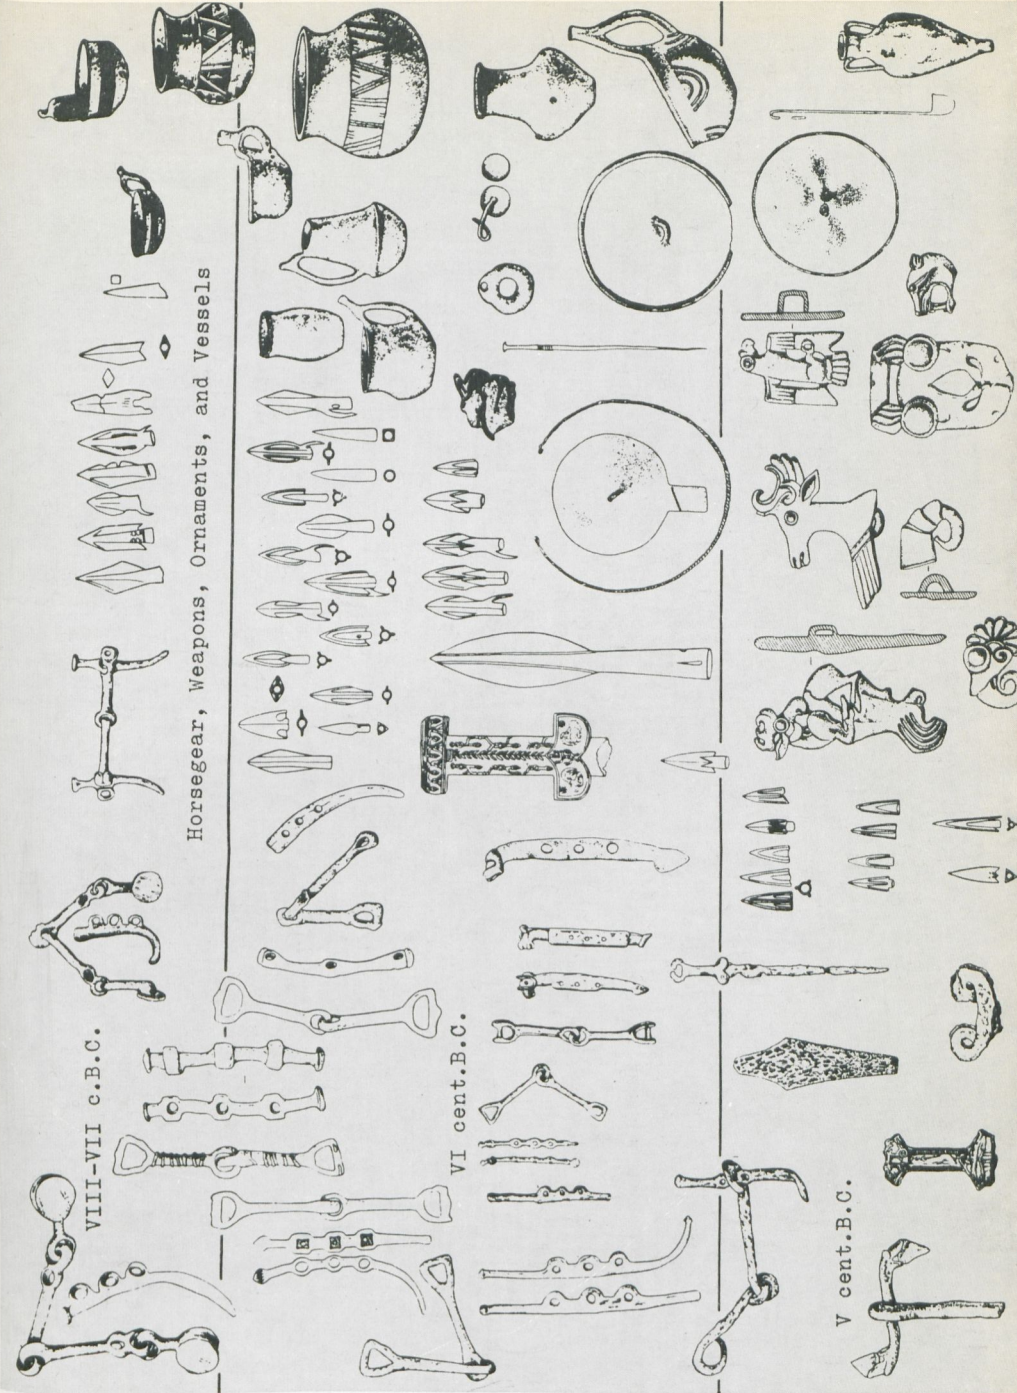 Horsegear, Weapons, Ornaments, and Vessels
VIII-VII c.B.C.
VI cent.B.C.
V cent.B.C.